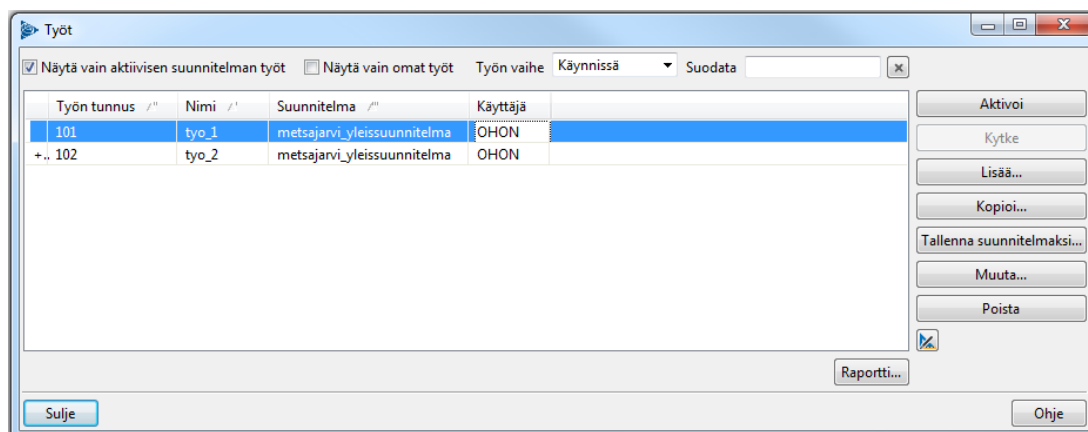 Työt
Näytä vain aktiivisen suunnitelman työt Näytä vain omat työt Työn vaihe Käynnissä Suodata
Työn tunnus Nimi Suunnitelma Käyttäjä
101 tyo_1 metsajarvi_yleissuunnitelma OHON
+.. 102 tyo_2 metsajarvi_yleissuunnitelma OHON
Aktivoi
Kytke
Lisää...
Kopioi...
Tallenna suunnitelmaksi...
Muuta...
Poista
Raportti...
Sulje Ohje